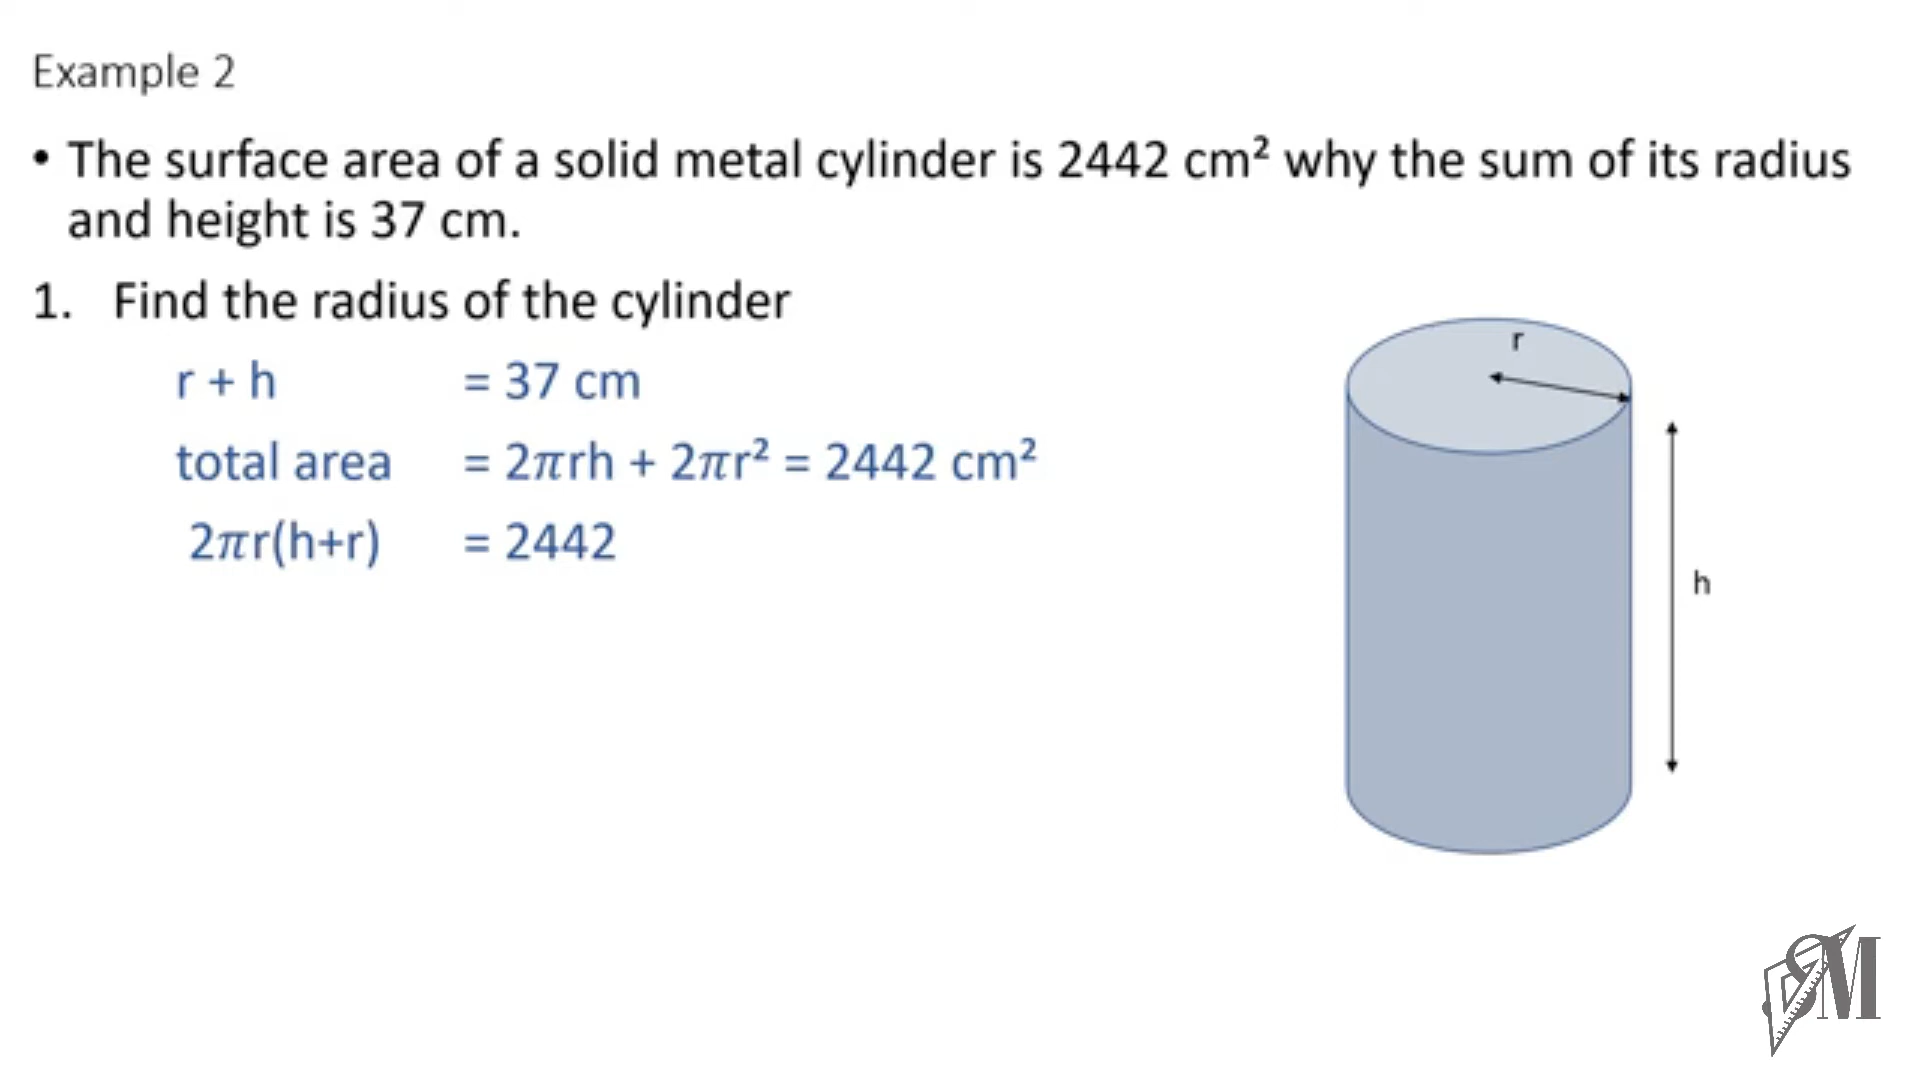 Example 2
• The surface area of a solid metal cylinder is 2442 cm² why the sum of its radius
and height is 37 cm.
1. Find the radius of the cylinder
r + h = 37 cm
total area = 2𝜋rh + 2𝜋r² = 2442 cm²
2𝜋r(h+r) = 2442
r
h
SM